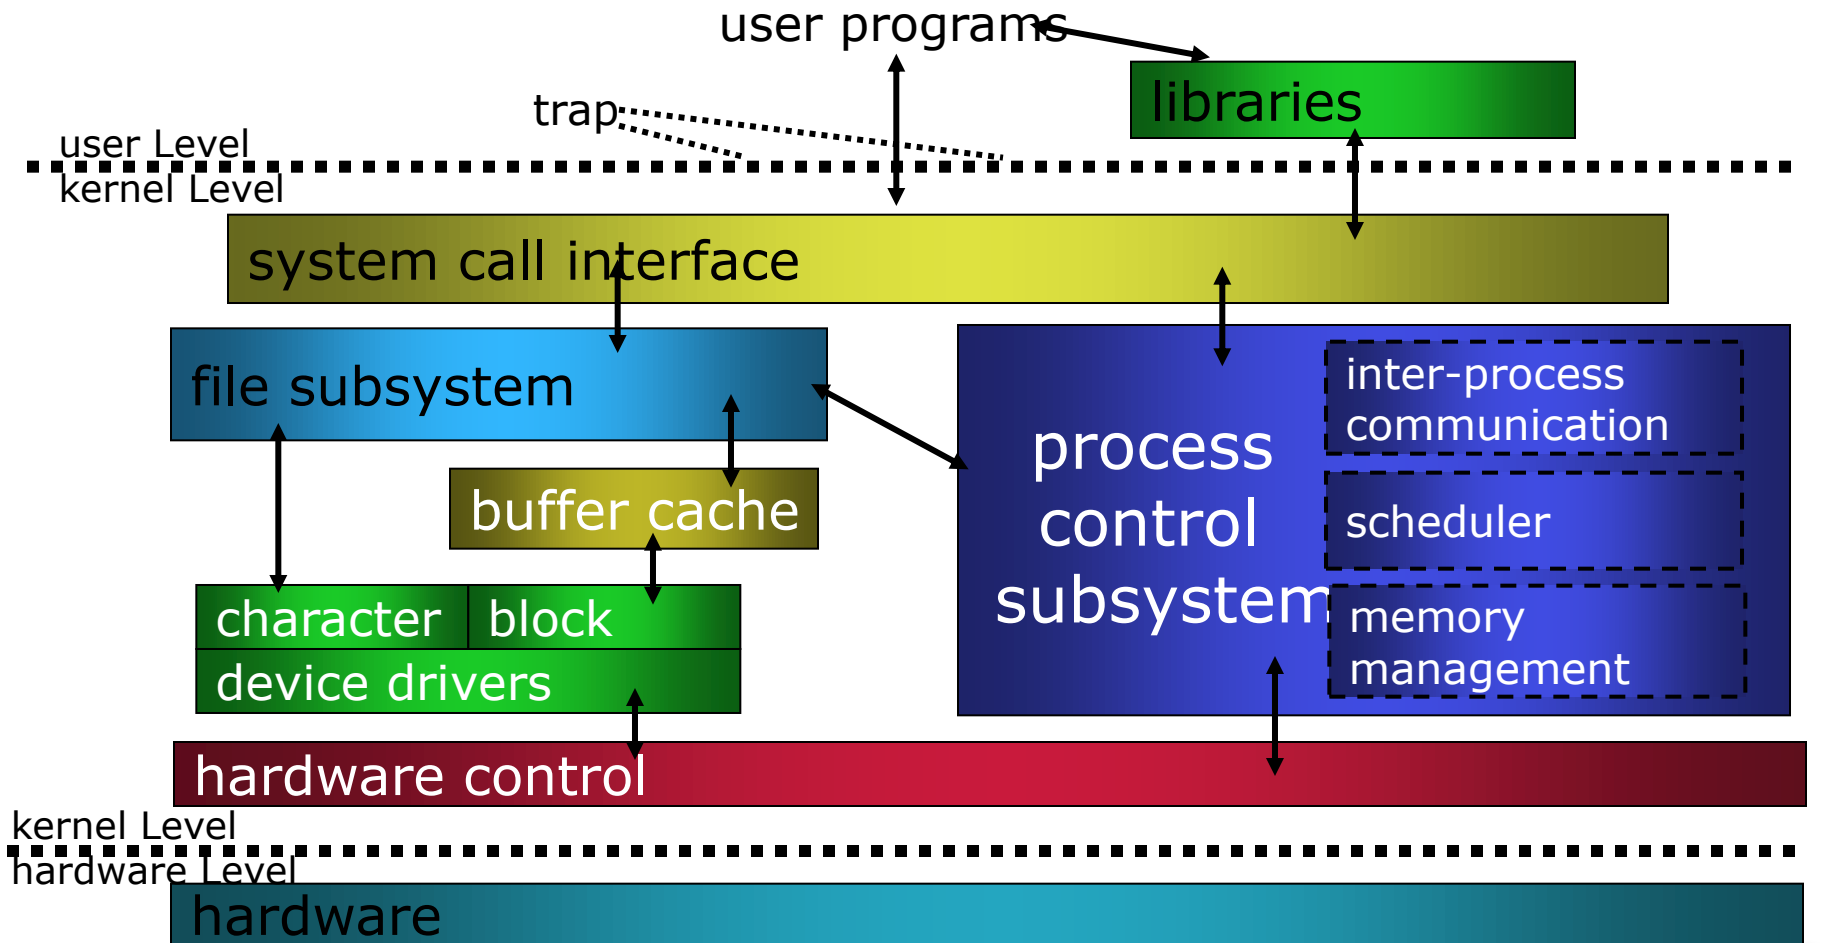 user programs
libraries
trap
user Level
kernel Level
system call interface
file subsystem
buffer cache
character
block
device drivers
process
control
subsystem
inter-process
communication
scheduler
memory
management
hardware control
kernel Level
hardware Level
hardware